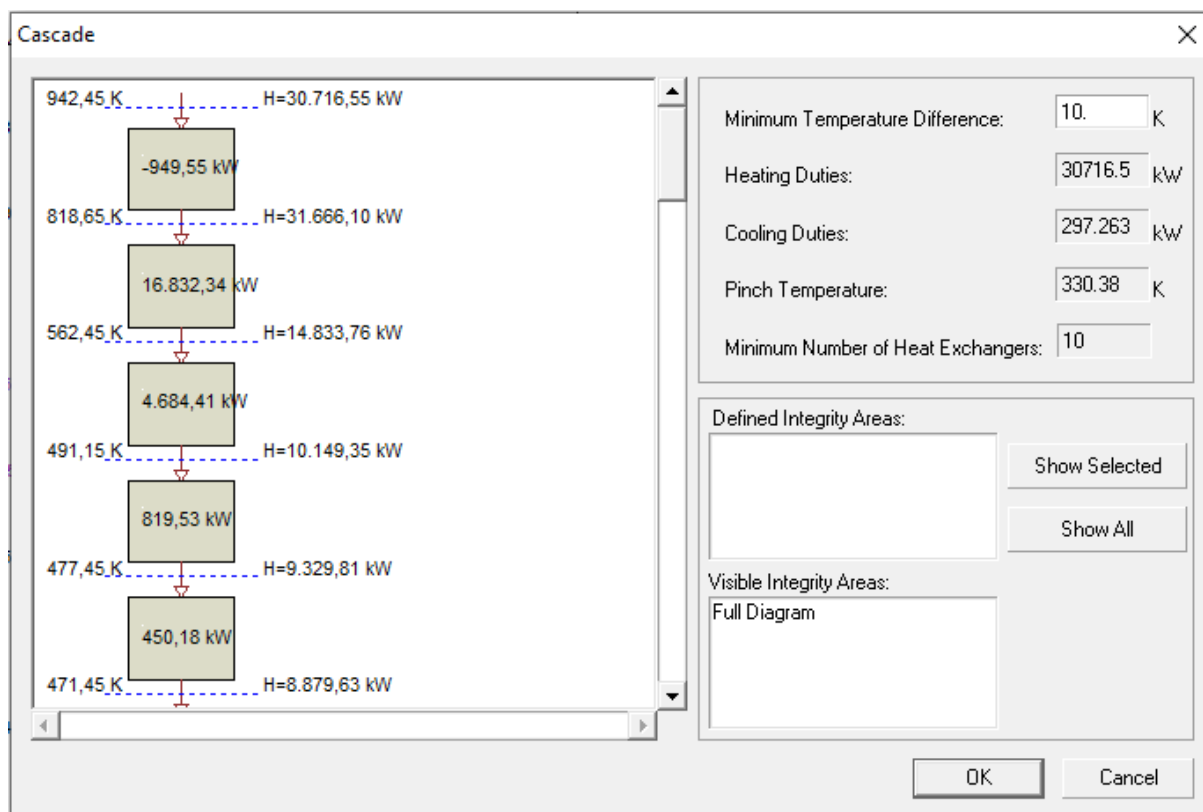 Cascade
942,45 K H=30.716,55 kW
-949,55 kW
818,65 K H=31.666,10 kW
16.832,34 kW
562,45 K H=14.833,76 kW
4.684,41 kW
491,15 K H=10.149,35 kW
819,53 kW
477,45 K H=9.329,81 kW
450,18 kW
471,45 K H=8.879,63 kW
Minimum Temperature Difference: 10. K
Heating Duties: 30716.5 kW
Cooling Duties: 297.263 kW
Pinch Temperature: 330.38 K
Minimum Number of Heat Exchangers: 10
Defined Integrity Areas:
Show Selected
Show All
Visible Integrity Areas:
Full Diagram
OK Cancel